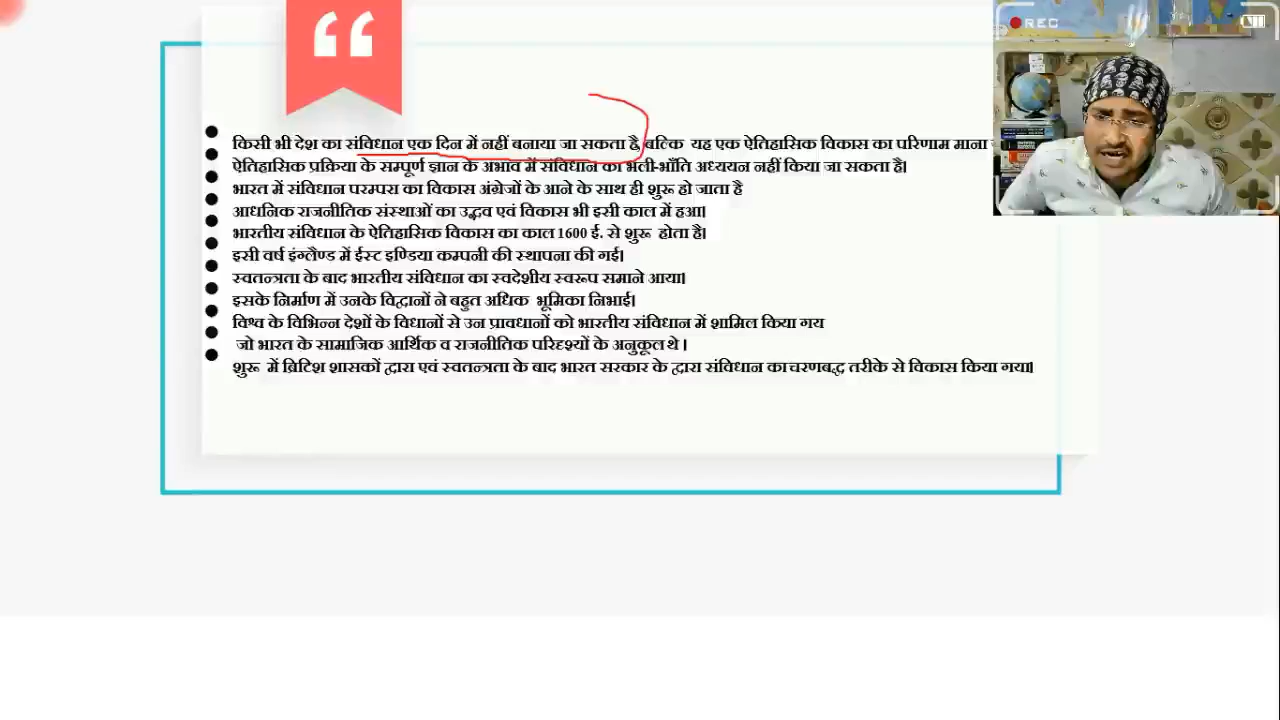 REC
किसी भी देश का संविधान एक दिन में नहीं बनाया जा सकता है, बल्कि यह एक ऐतिहासिक विकास का परिणाम माना
ऐतिहासिक प्रक्रिया के सम्पूर्ण ज्ञान के अभाव में संविधान का भली-भाँति अध्ययन नहीं किया जा सकता है।
भारत में संविधान परम्परा का विकास अंग्रेजों के आने के साथ ही शुरू हो जाता है
आधनिक राजनीतिक संस्थाओं का उद्भव एवं विकास भी इसी काल में हआ।
भारतीय संविधान के ऐतिहासिक विकास का काल 1600 ई. से शुरू होता है।
इसी वर्ष इंग्लैण्ड में ईस्ट इण्डिया कम्पनी की स्थापना की गई।
स्वतन्त्रता के बाद भारतीय संविधान का स्वदेशीय स्वरूप समाने आया।
इसके निर्माण में उनके विद्वानों ने बहुत अधिक भूमिका निभाई।
विश्व के विभिन्न देशों के विधानों से उन प्रावधानों को भारतीय संविधान में शामिल किया गय
जो भारत के सामाजिक आर्थिक व राजनीतिक परिदृश्यों के अनुकूल थे ।
शुरू में ब्रिटिश शासकों द्वारा एवं स्वतन्त्रता के बाद भारत सरकार के द्वारा संविधान का चरणबद्ध तरीके से विकास किया गया।